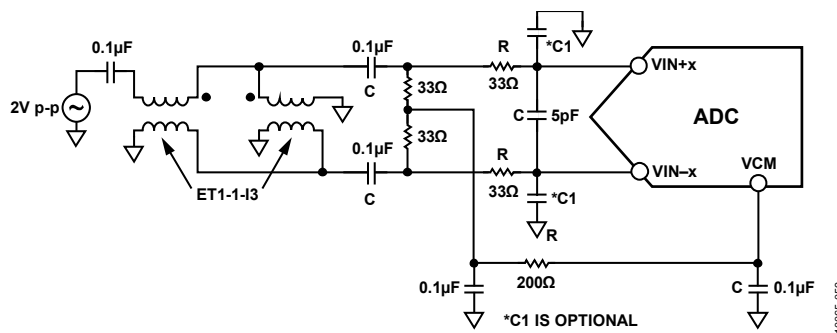 0.1µF
2V p-p
ET1-1-I3
0.1µF
C
33Ω
33Ω
0.1µF
C
R
33Ω
*C1
C
5pF
R
33Ω
*C1
R
VIN+x
ADC
VIN–x
VCM
0.1µF
200Ω
C
0.1µF
*C1 IS OPTIONAL